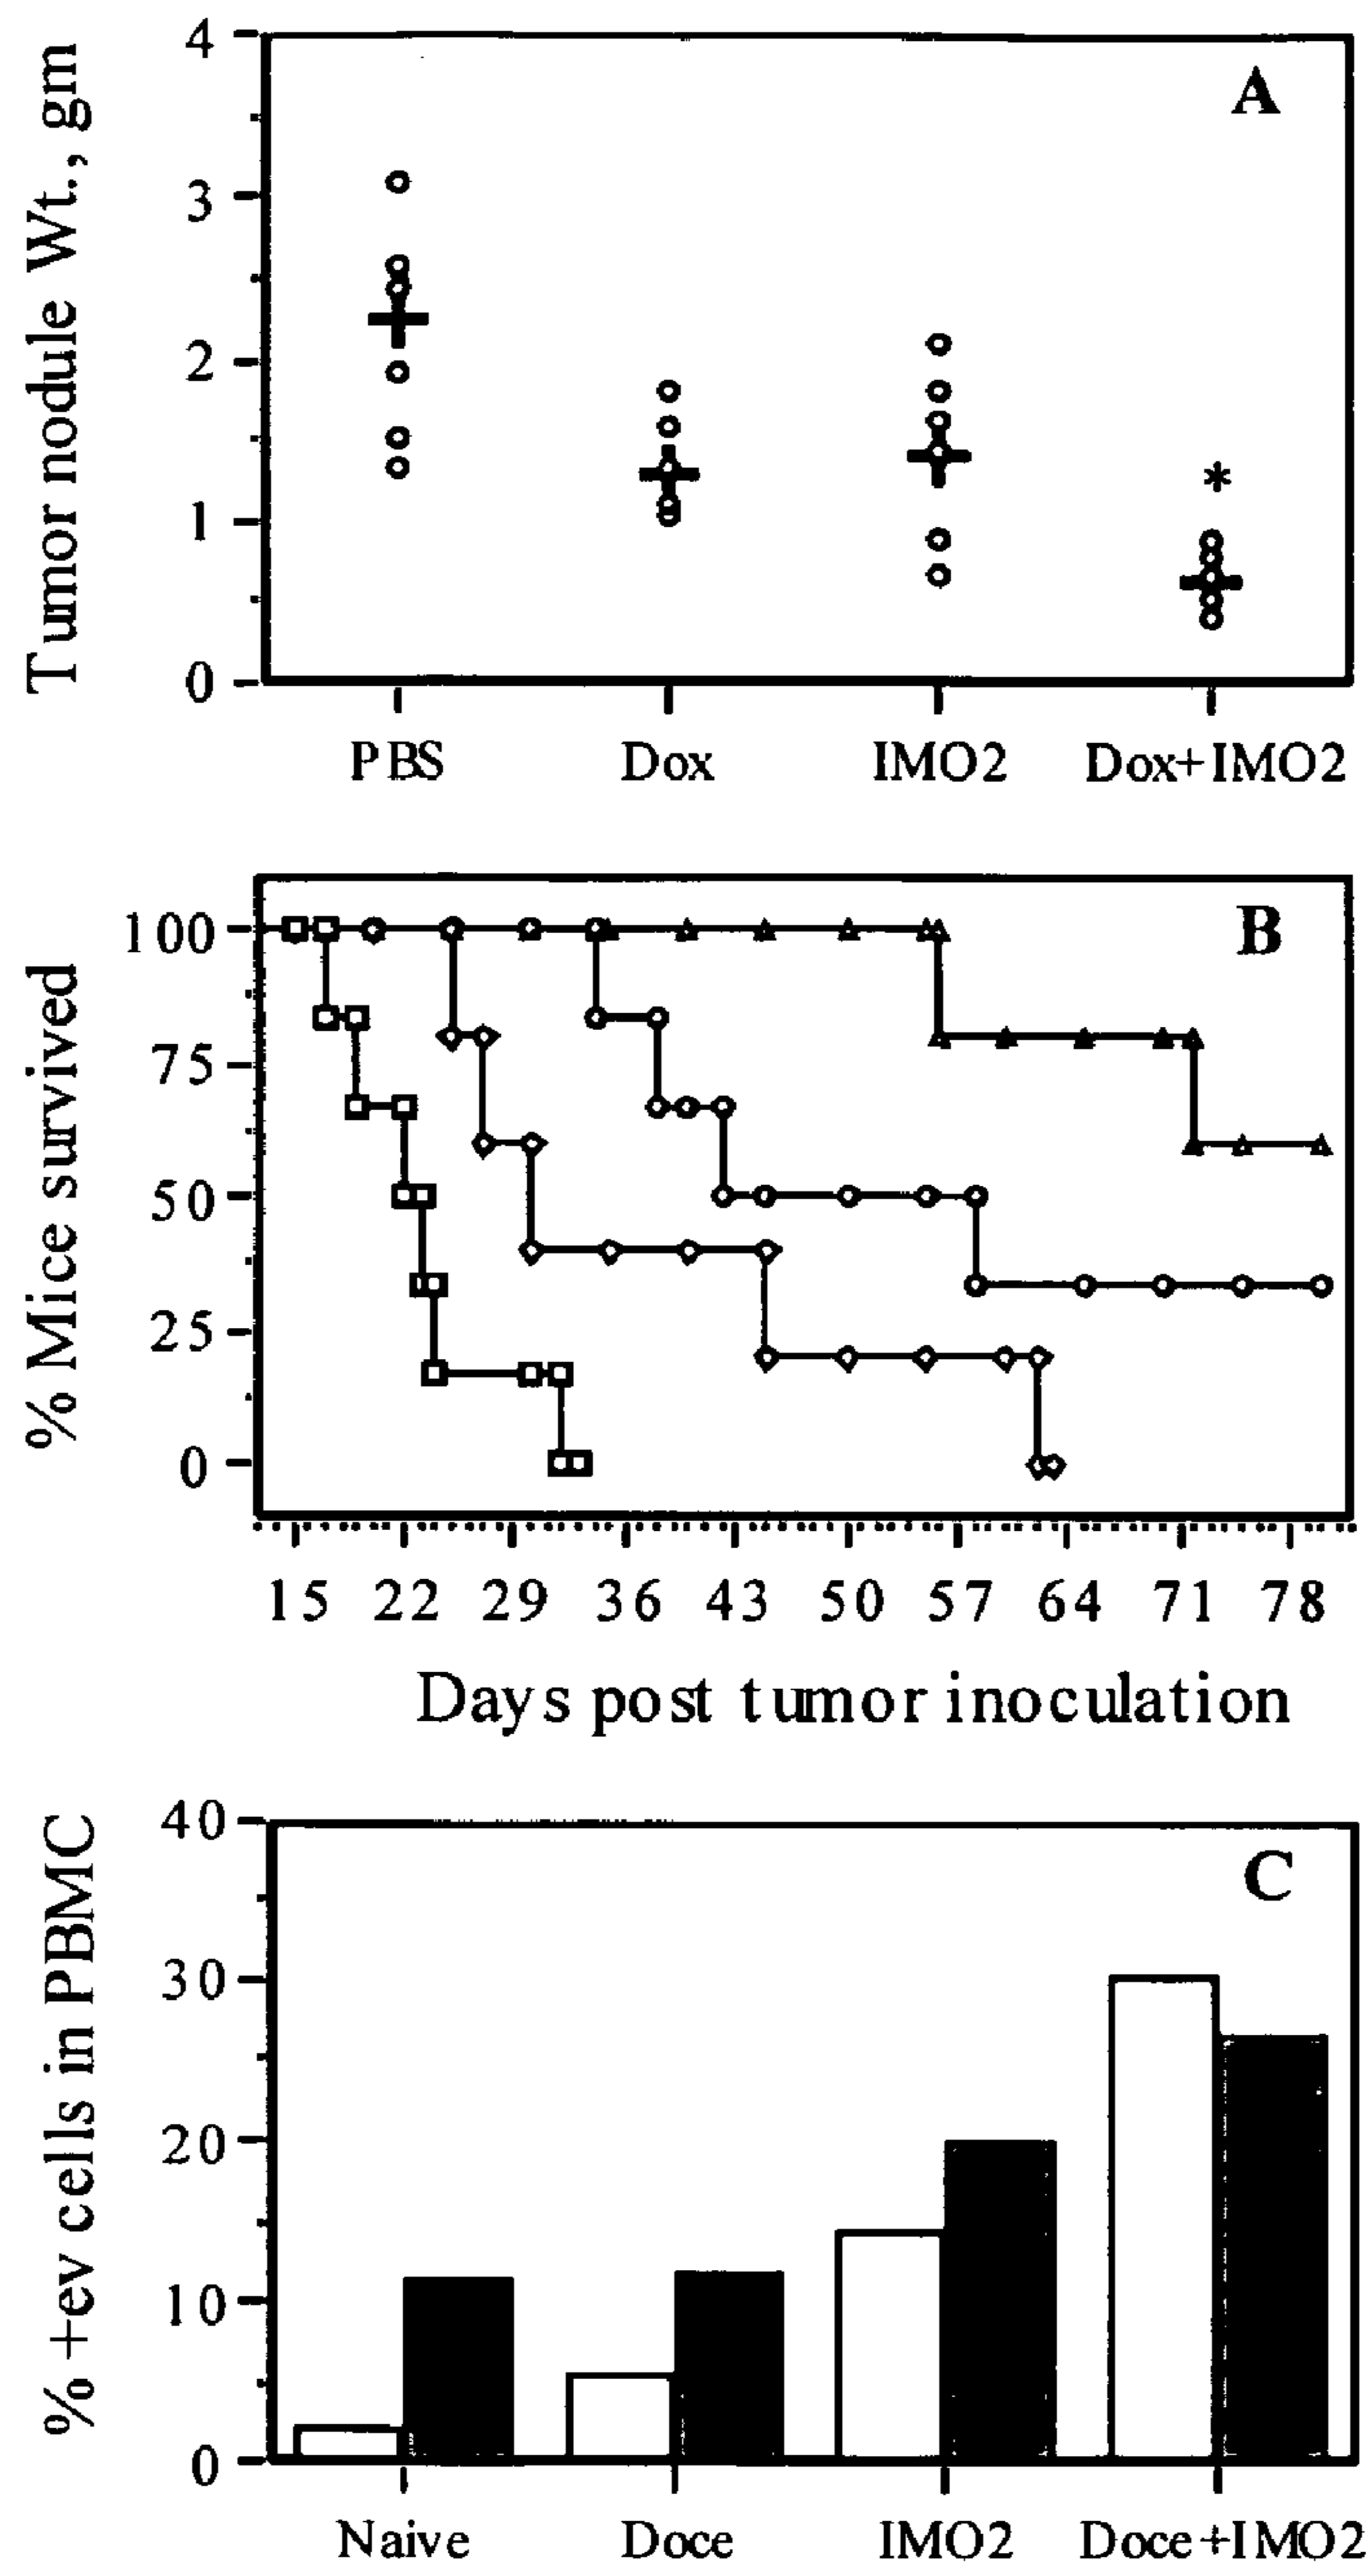 A
Tumor nodule Wt., gm
4
3
2
1
0
PBS Dox IMO2 Dox+IMO2
*
B
% Mice survived
100
75
50
25
0
15 22 29 36 43 50 57 64 71 78
Days post tumor inoculation
C
% +ev cells in PBMC
40
30
20
10
0
Naive Doce IMO2 Doce+IMO2